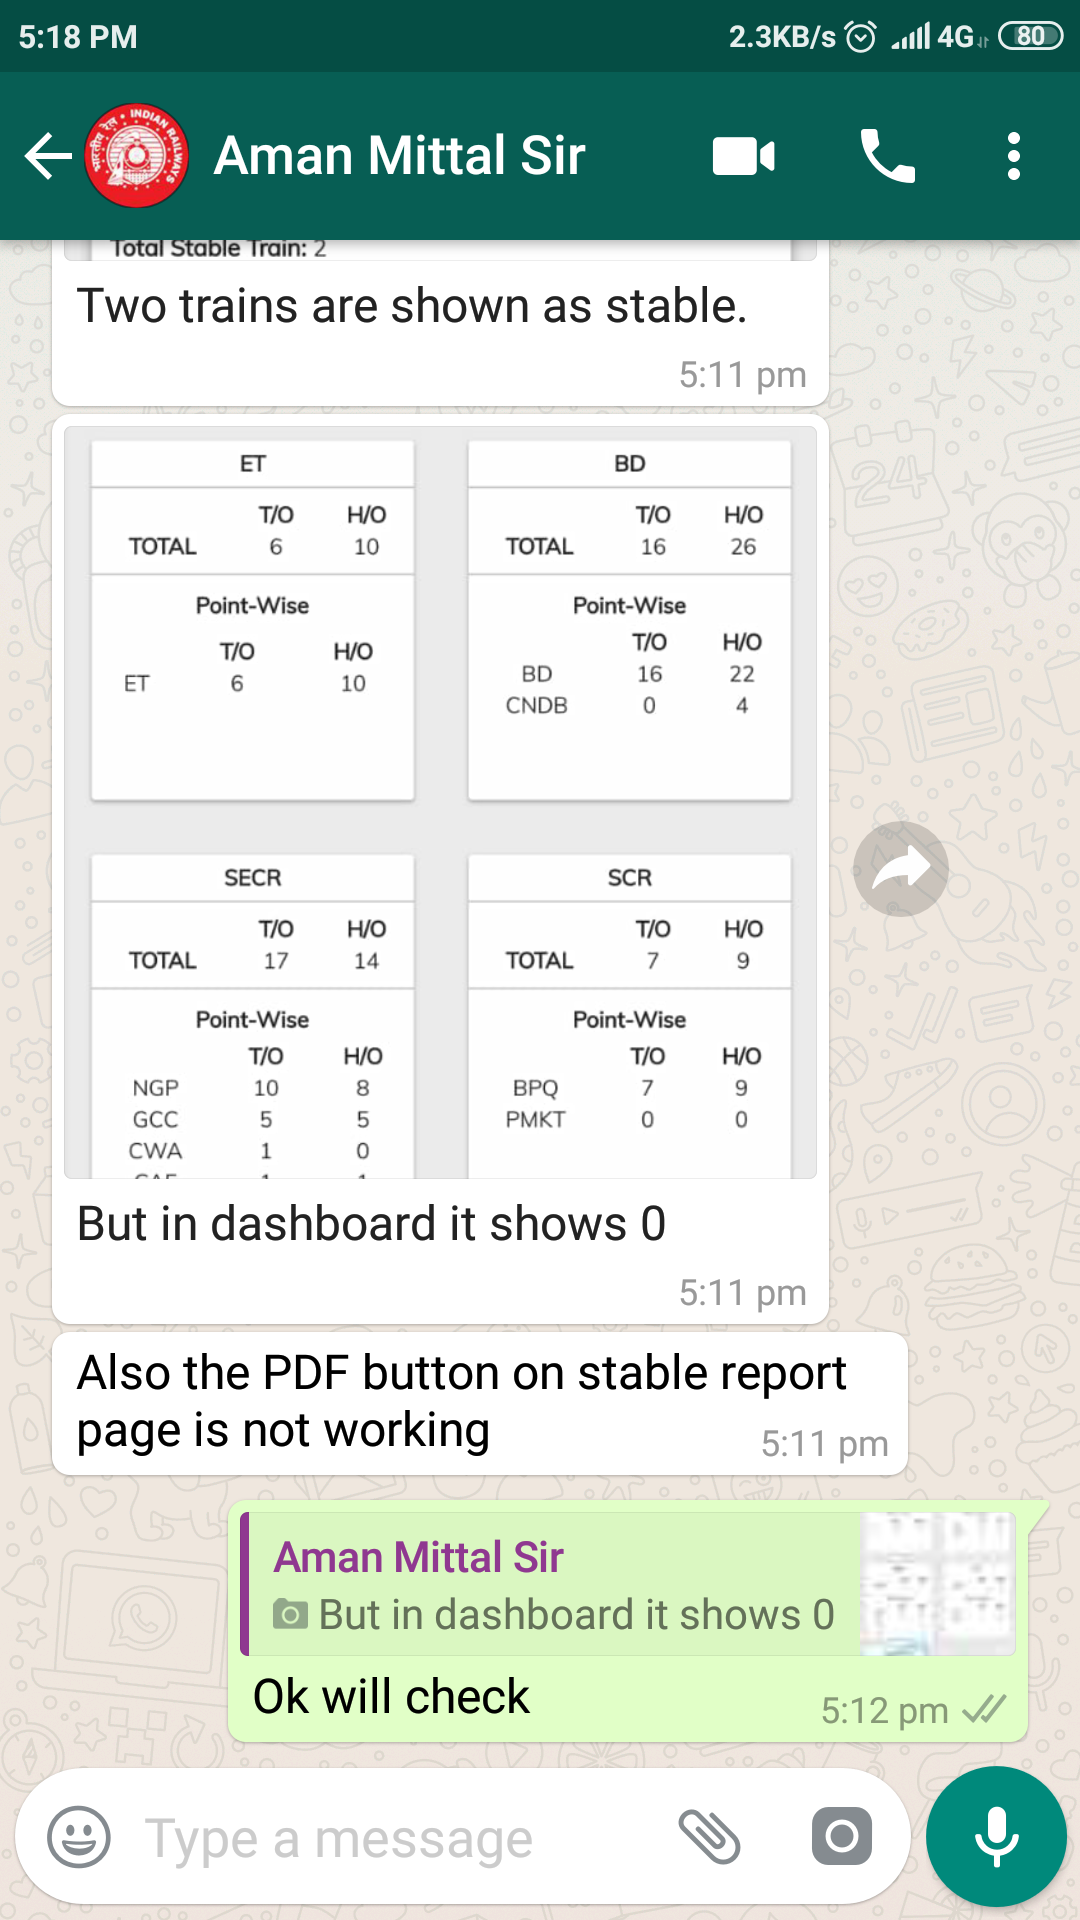 5:18 PM
2.3KB/s 4G 80
भारतीय रेल INDIAN RAILWAYS
Aman Mittal Sir
Total Stable Train: 2
Two trains are shown as stable.
5:11 pm
ET
T/O H/O
TOTAL 6 10
Point-Wise
T/O H/O
ET 6 10
BD
T/O H/O
TOTAL 16 26
Point-Wise
T/O H/O
BD 16 22
CNDB 0 4
SECR
T/O H/O
TOTAL 17 14
Point-Wise
T/O H/O
NGP 10 8
GCC 5 5
CWA 1 0
SCR
T/O H/O
TOTAL 7 9
Point-Wise
T/O H/O
BPQ 7 9
PMKT 0 0
But in dashboard it shows 0
5:11 pm
Also the PDF button on stable report
page is not working
5:11 pm
Aman Mittal Sir
But in dashboard it shows 0
Ok will check
5:12 pm
Type a message